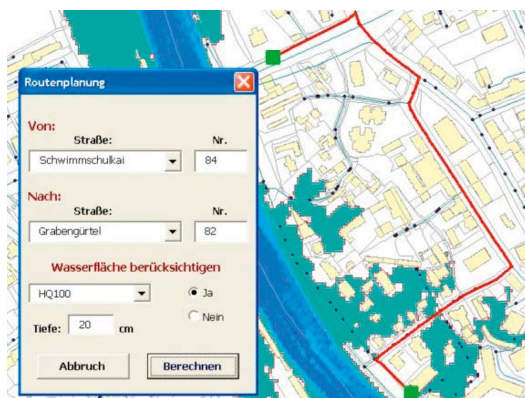 Routenplanung
Von:
Straße: Nr.
Schwimmschulkai 84
Nach:
Straße: Nr.
Grabengürtel 82
Wasserfläche berücksichtigen
HQ100 Ja
Nein
Tiefe: 20 cm
Abbruch Berechnen